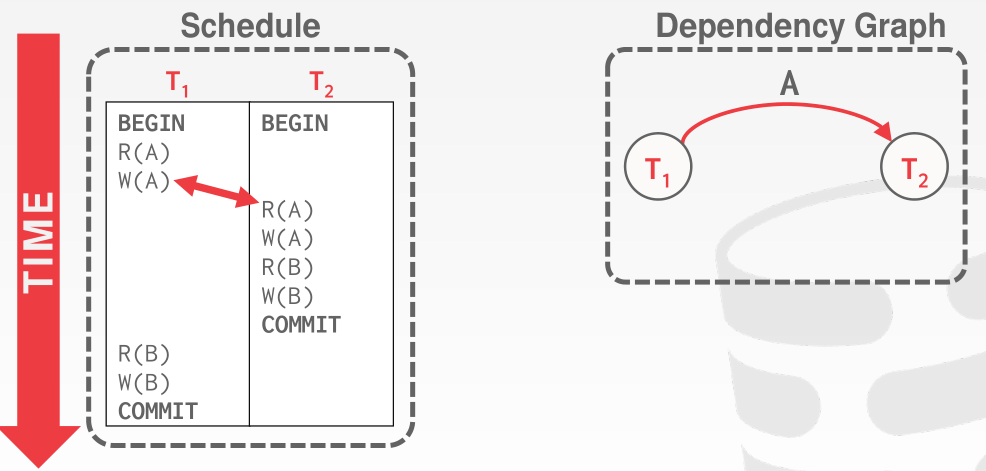 Schedule
Dependency Graph
TIME
T1 T2
BEGIN BEGIN
R(A)
W(A)
R(A)
W(A)
R(B)
W(B)
COMMIT
R(B)
W(B)
COMMIT
A
T1 T2